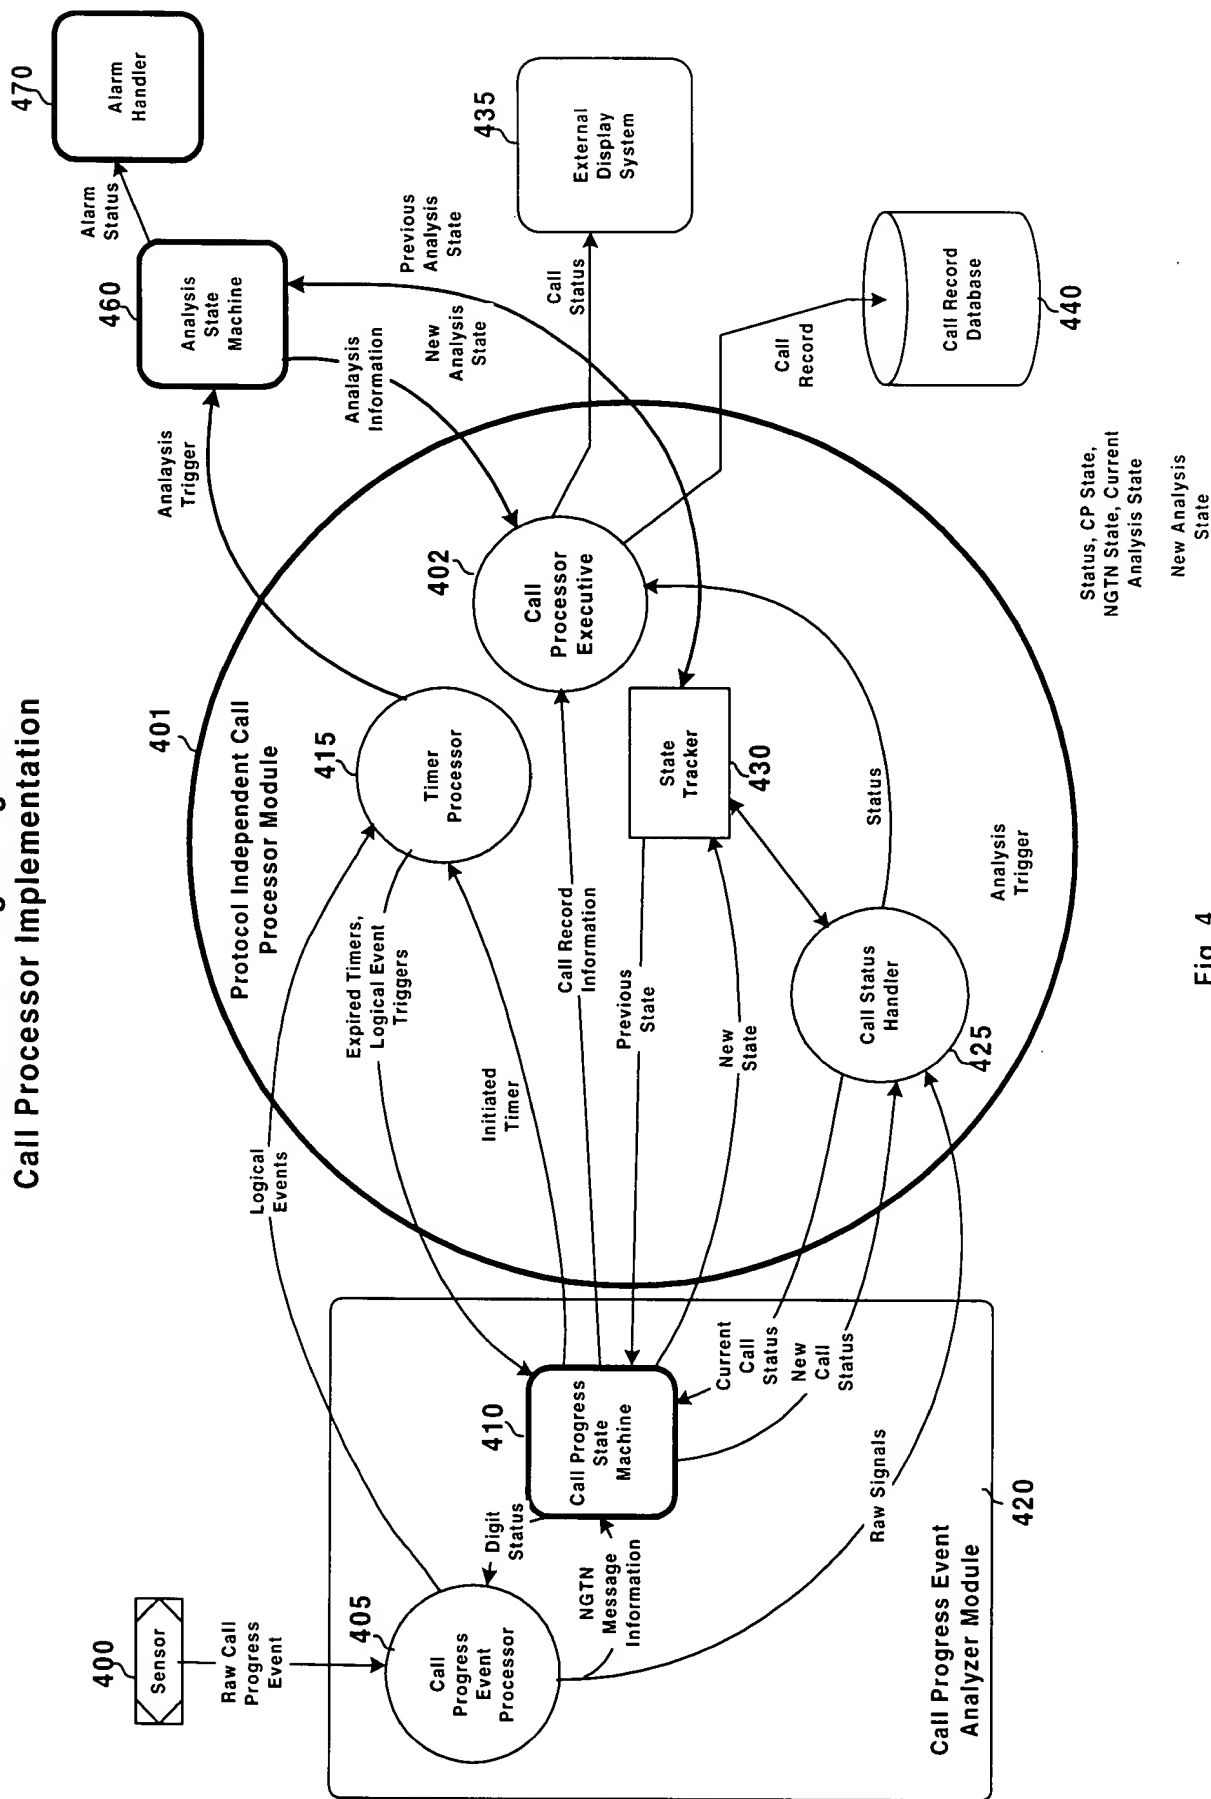 Call Processor Implementation
400
Sensor
Raw Call
Progress
Event
405
Call
Progress
Event
Processor
Digit
Status
NGTN
Message
Information
410
Call Progress
State
Machine
Logical
Events
Raw Signals
Current
Call
Status
New
Call
Status
Call Progress Event
Analyzer Module
420
401
Protocol Independent Call
Processor Module
Expired Timers,
Logical Event
Triggers
Initiated
Timer
415
Timer
Processor
Call Record
Information
Previous
State
New
State
State
Tracker
430
Call Status
Handler
425
Status
Analysis
Trigger
402
Call
Processor
Executive
Analaysis
Trigger
460
Analysis
State
Machine
Alarm
Status
470
Alarm
Handler
Analaysis
Information
New
Analysis
State
Previous
Analysis
State
Call
Status
435
External
Display
System
Call
Record
Call Record
Database
440
Status, CP State,
NGTN State, Current
Analysis State
New Analysis
State
Fig. 4